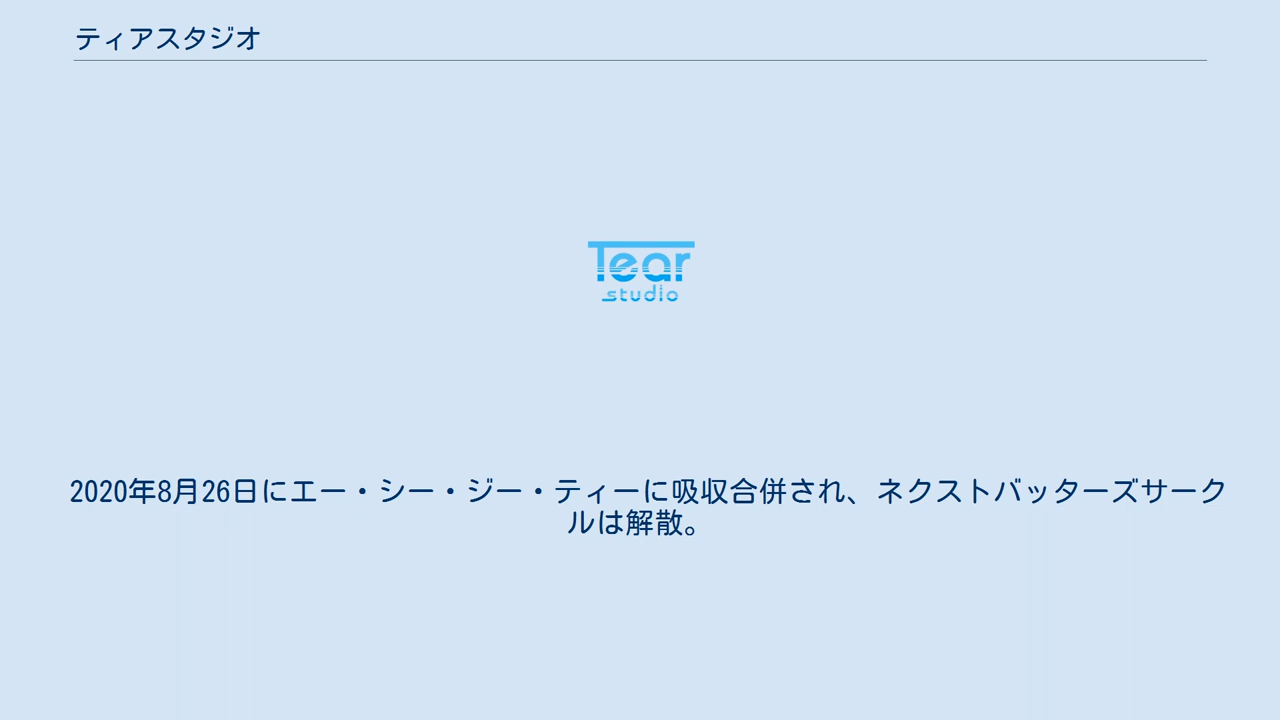 ティアスタジオ
Tear
studio
2020年8月26日にエー・シー・ジー・ティーに吸収合併され、ネクストバッターズサーク
ルは解散。